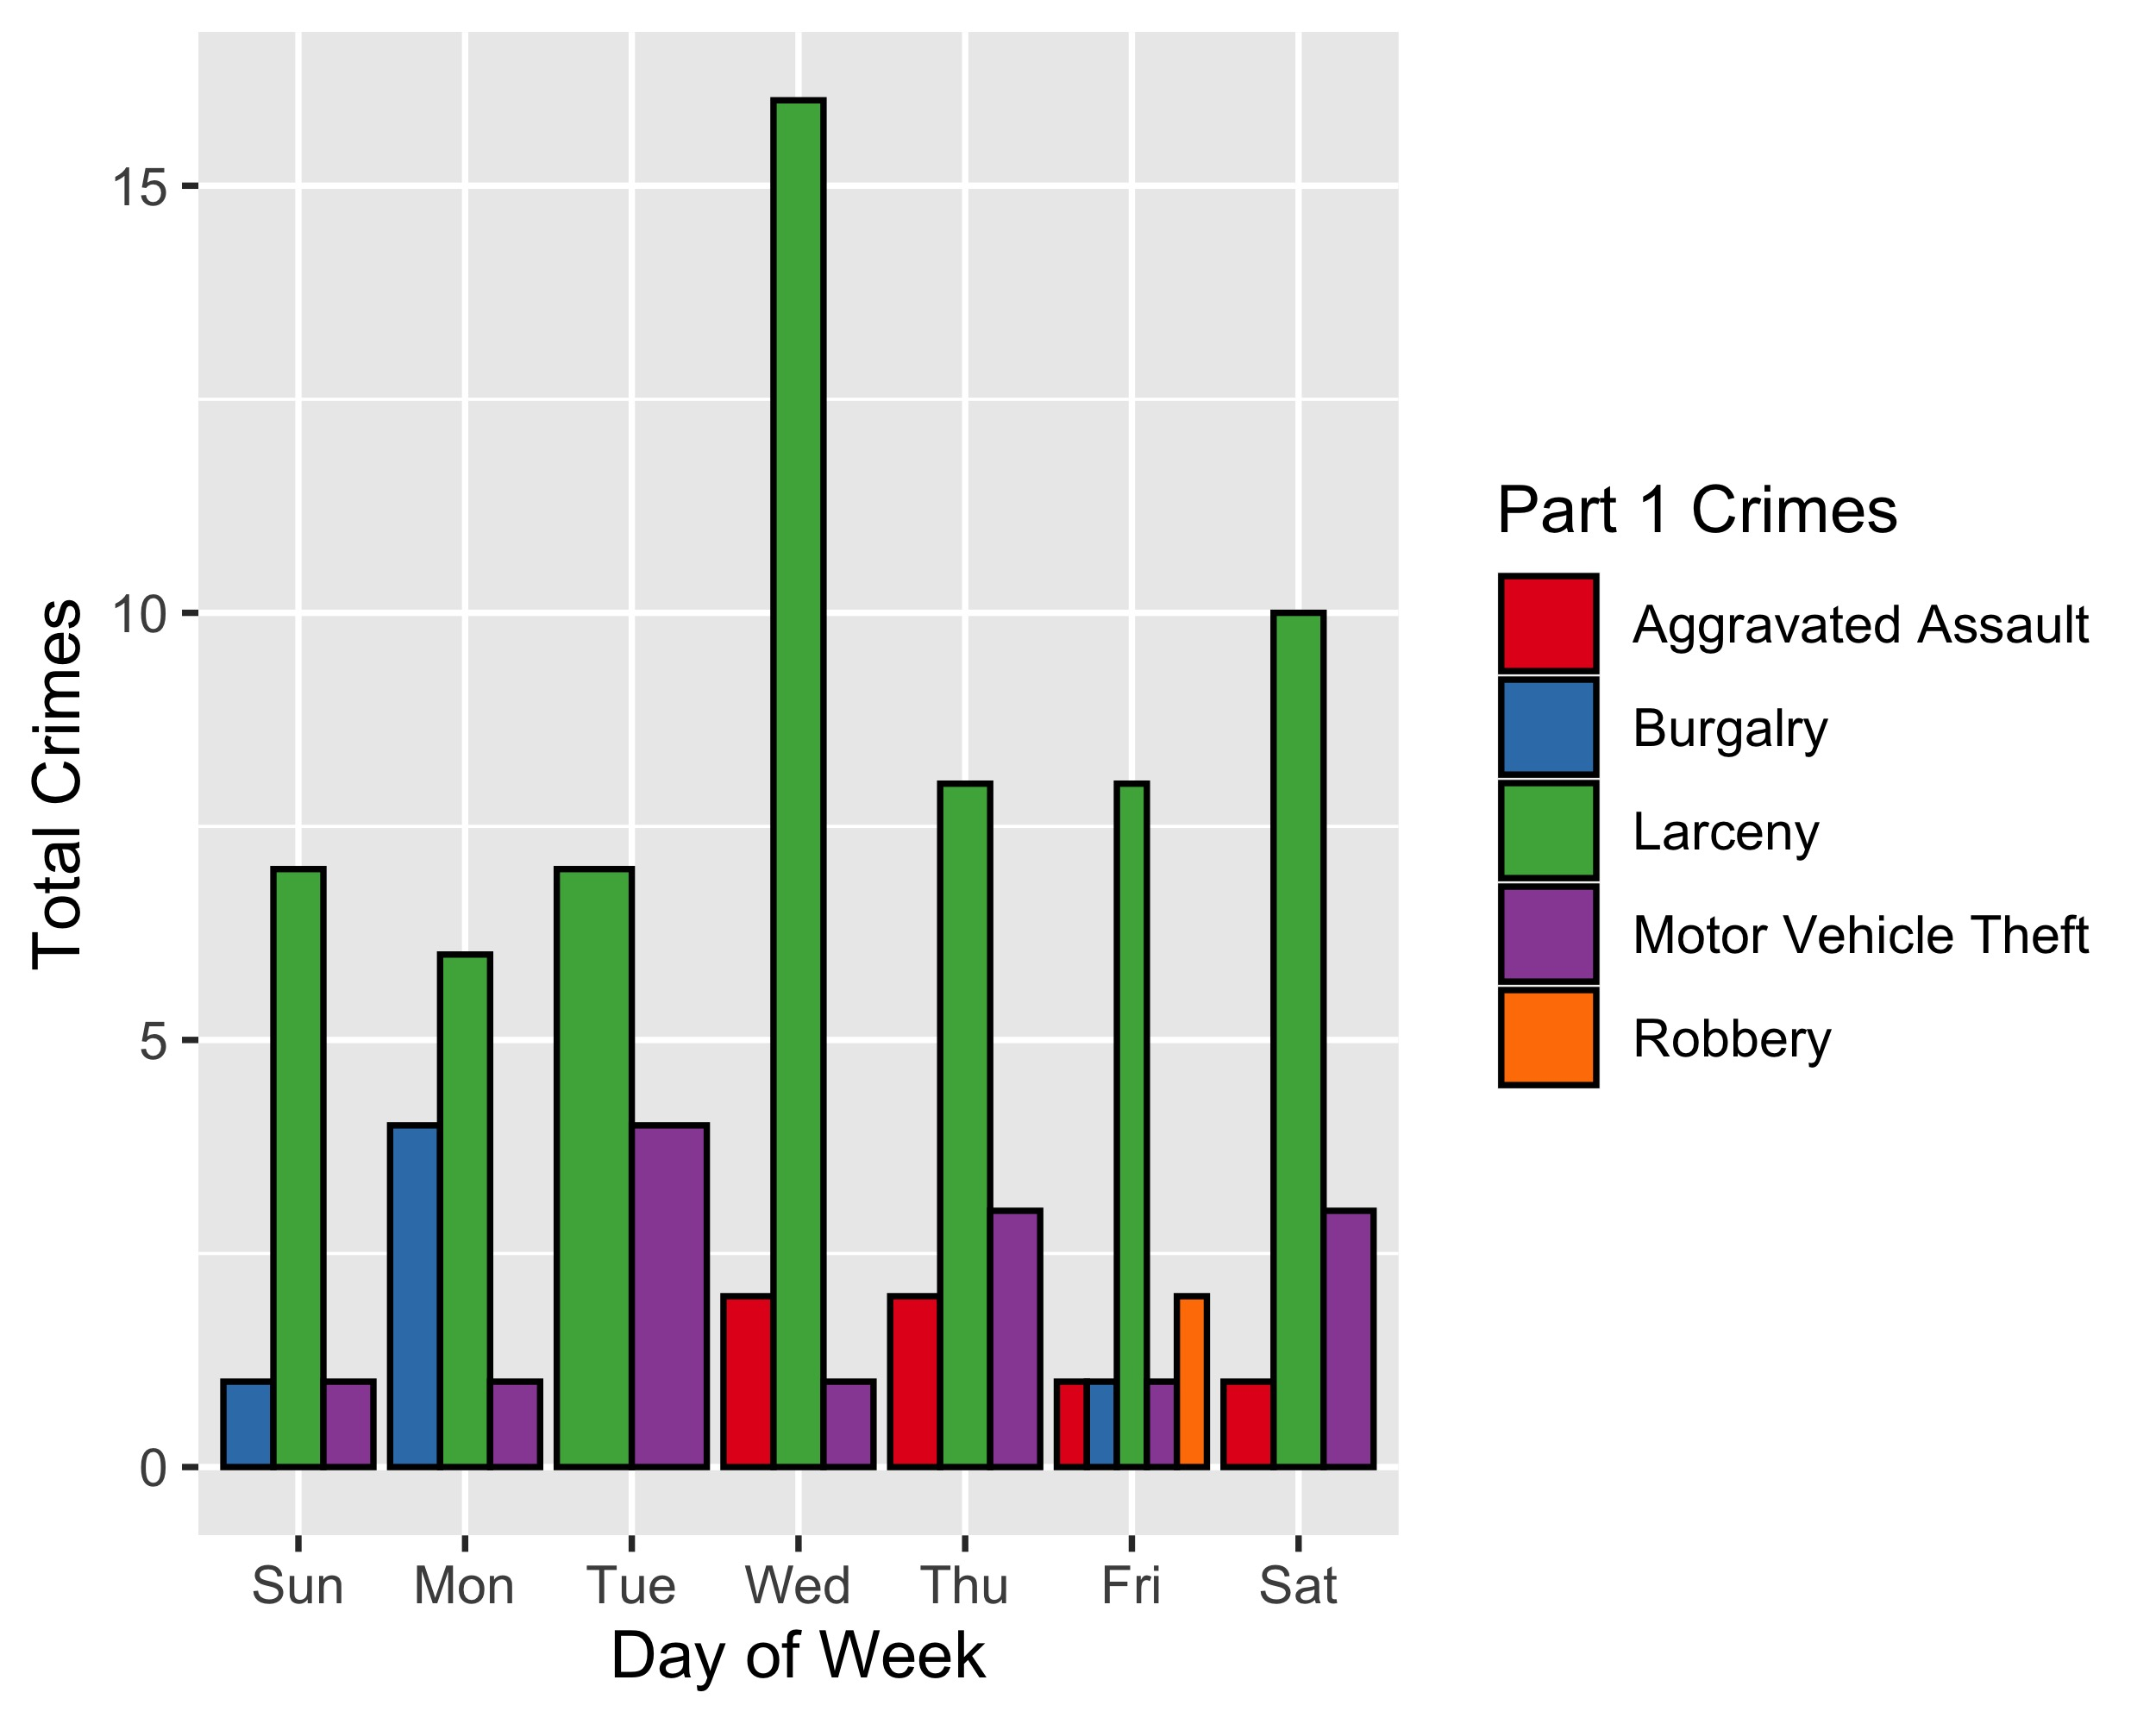 Total Crimes
15
10
5
0
Sun Mon Tue Wed Thu Fri Sat
Day of Week
Part 1 Crimes
Aggravated Assault
Burgalry
Larceny
Motor Vehicle Theft
Robbery